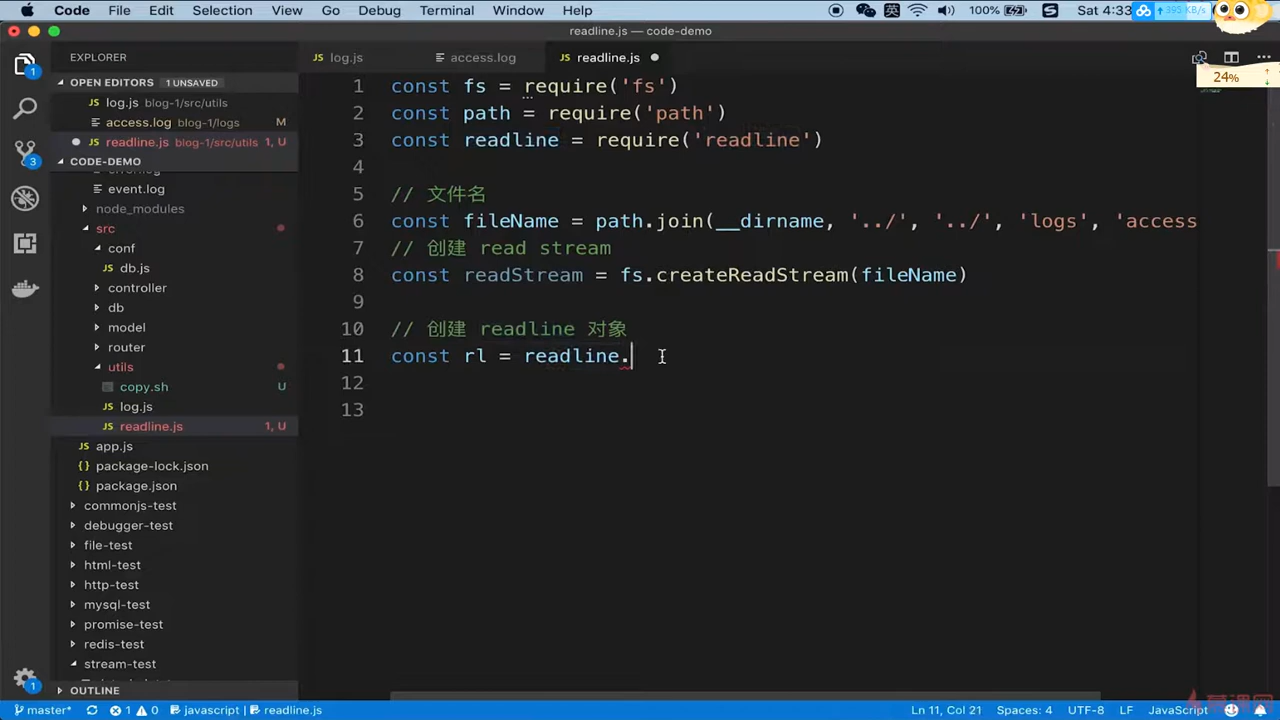 Code File Edit Selection View Go Debug Terminal Window Help 英 100% Sat 4:33 395 KB/s
readline.js — code-demo
24%
EXPLORER
OPEN EDITORS 1 UNSAVED
log.js blog-1/src/utils
access.log blog-1/logs M
readline.js blog-1/src/utils 1, U
CODE-DEMO
error.log
event.log
node_modules
src
conf
db.js
controller
db
model
router
utils
copy.sh U
log.js
readline.js 1, U
app.js
package-lock.json
package.json
commonjs-test
debugger-test
file-test
html-test
http-test
mysql-test
promise-test
redis-test
stream-test
OUTLINE
1
3
1
log.js access.log readline.js
1 const fs = require('fs')
2 const path = require('path')
3 const readline = require('readline')
4
5 // 文件名
6 const fileName = path.join(__dirname, '../', '../', 'logs', 'access
7 // 创建 read stream
8 const readStream = fs.createReadStream(fileName)
9
10 // 创建 readline 对象
11 const rl = readline.
12
13
master* 1 0 javascript readline.js Ln 11, Col 21 Spaces: 4 UTF-8 LF JavaScript